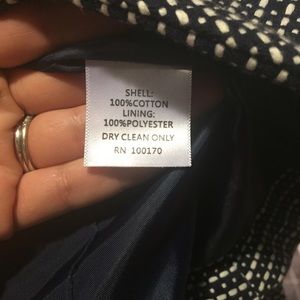 SHELL:
100%COTTON
LINING:
100%POLYESTER
DRY CLEAN ONLY
RN 100170